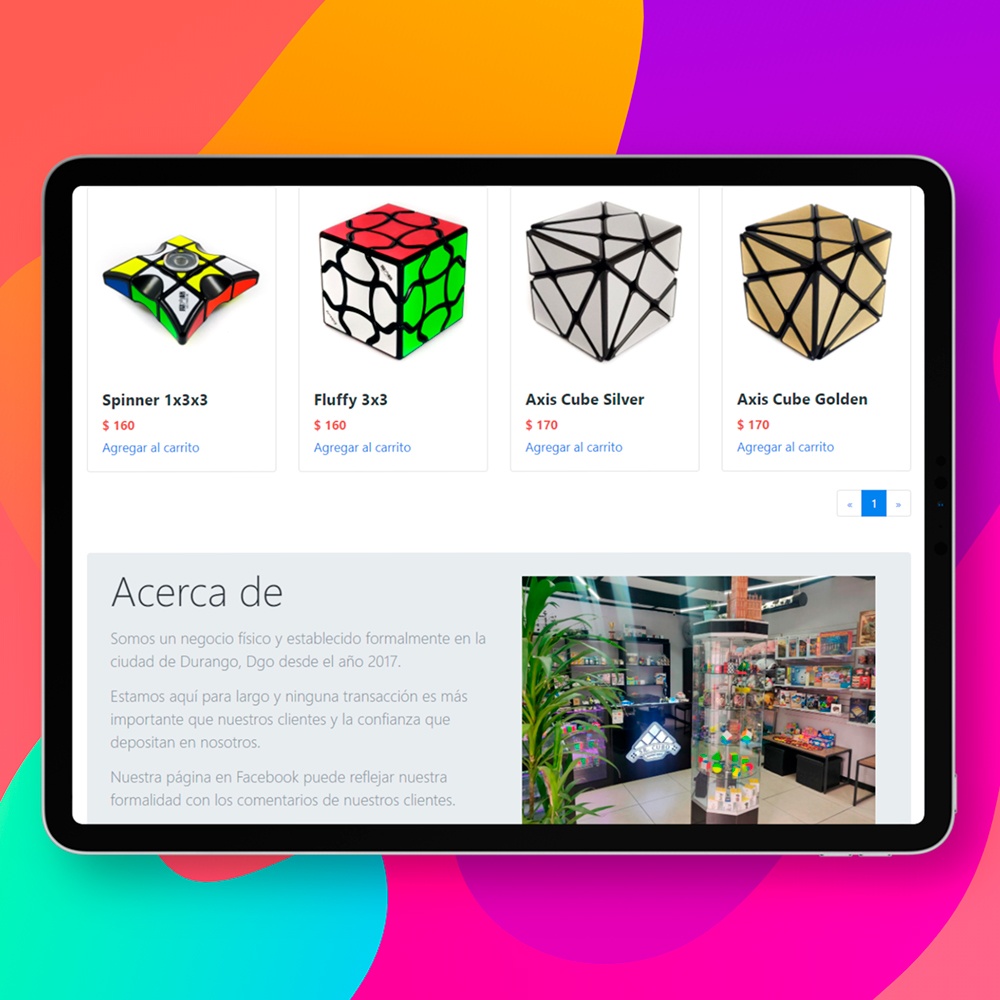 Spinner 1x3x3
$ 160
Agregar al carrito
Fluffy 3x3
$ 160
Agregar al carrito
Axis Cube Silver
$ 170
Agregar al carrito
Axis Cube Golden
$ 170
Agregar al carrito
« 1 »
Acerca de
Somos un negocio físico y establecido formalmente en la
ciudad de Durango, Dgo desde el año 2017.
Estamos aquí para largo y ninguna transacción es más
importante que nuestros clientes y la confianza que
depositan en nosotros.
Nuestra página en Facebook puede reflejar nuestra
formalidad con los comentarios de nuestros clientes.